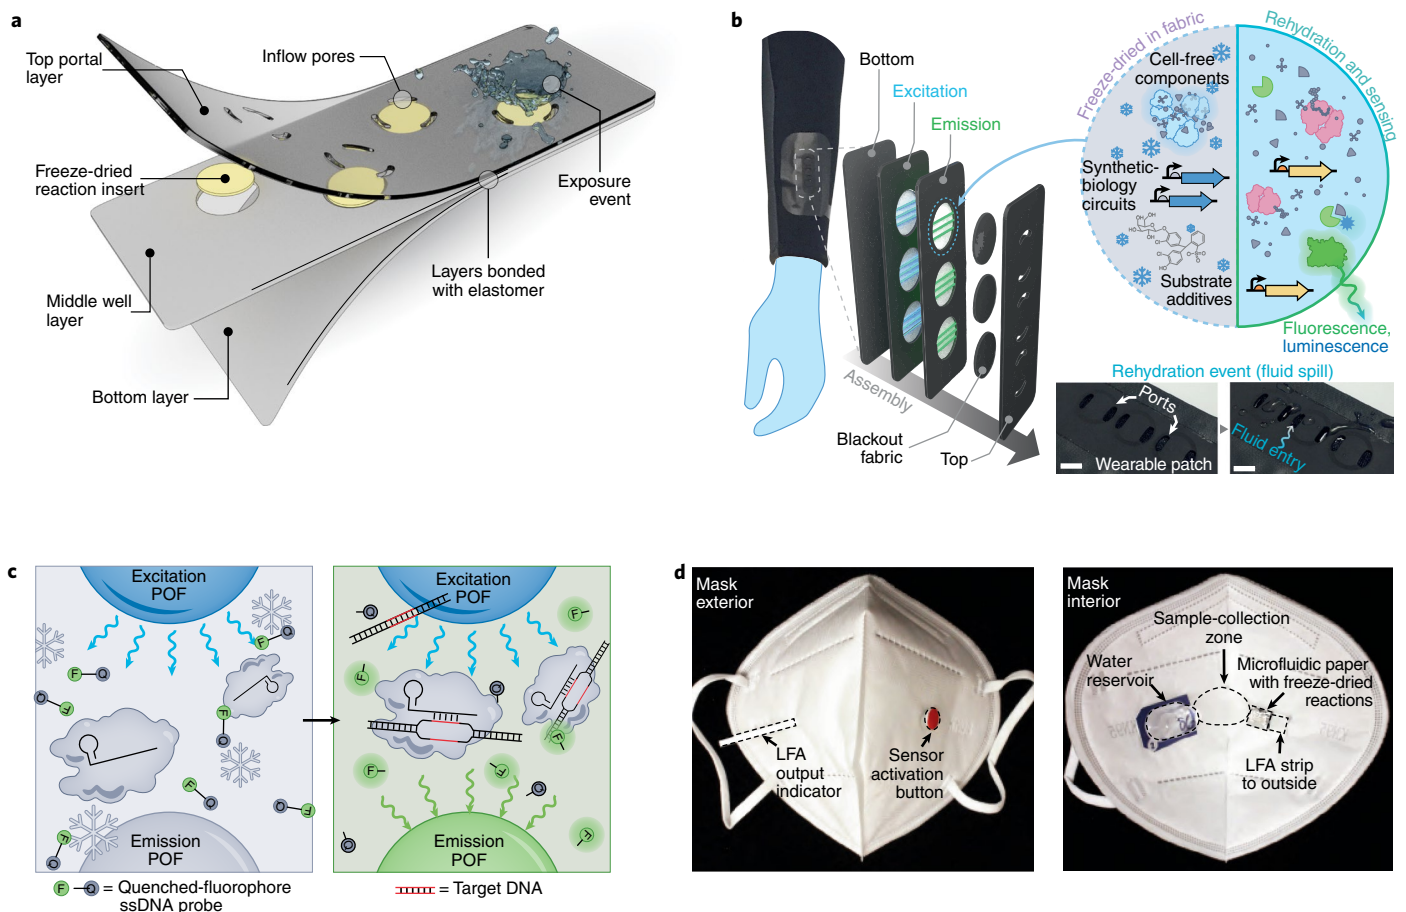 a
Top portal
layer
Inflow pores
Freeze-dried
reaction insert
Exposure
event
Layers bonded
with elastomer
Middle well
layer
Bottom layer
b
Bottom
Excitation
Emission
Assembly
Blackout
fabric
Top
Freeze-dried in fabric
Rehydration and sensing
Cell-free
components
Synthetic-
biology
circuits
Substrate
additives
Fluorescence,
luminescence
Rehydration event (fluid spill)
Ports
Wearable patch
Fluid entry
c
Excitation
POF
F
Q
Emission
POF
Excitation
POF
Emission
POF
F Q = Quenched-fluorophore
ssDNA probe
= Target DNA
d
Mask
exterior
LFA
output
indicator
Sensor
activation
button
Mask
interior
Sample-collection
zone
Water
reservoir
Microfluidic paper
with freeze-dried
reactions
LFA strip
to outside